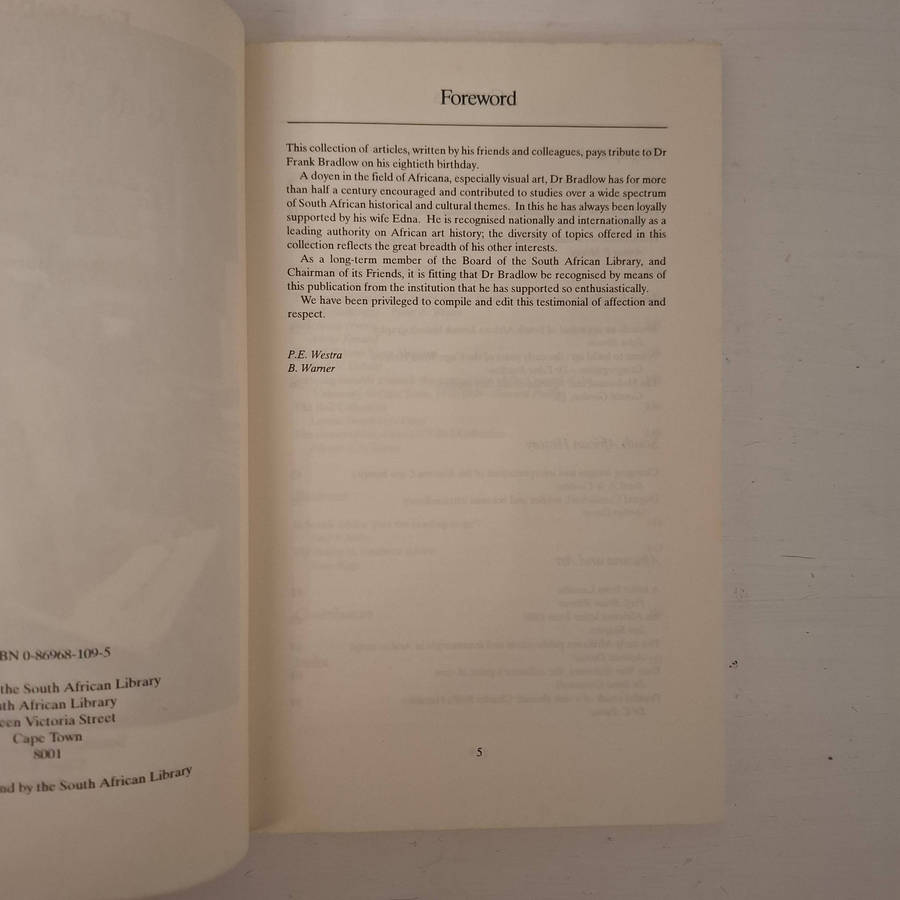 BN 0-86968-109-5
the South African Library
th African Library
een Victoria Street
Cape Town
8001
nd by the South African Library
Foreword
This collection of articles, written by his friends and colleagues, pays tribute to Dr
Frank Bradlow on his eightieth birthday.
A doyen in the field of Africana, especially visual art, Dr Bradlow has for more
than half a century encouraged and contributed to studies over a wide spectrum
of South African historical and cultural themes. In this he has always been loyally
supported by his wife Edna. He is recognised nationally and internationally as a
leading authority on African art history; the diversity of topics offered in this
collection reflects the great breadth of his other interests.
As a long-term member of the Board of the South African Library, and
Chairman of its Friends, it is fitting that Dr Bradlow be recognised by means of
this publication from the institution that he has supported so enthusiastically.
We have been privileged to compile and edit this testimonial of affection and
respect.
P.E. Westra
B. Warner
5